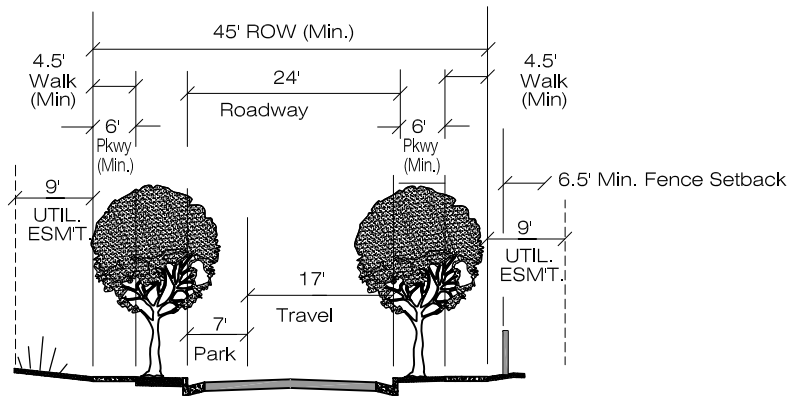 45' ROW (Min.)
4.5'
Walk
(Min)
24'
Roadway
4.5'
Walk
(Min)
6'
Pkwy
(Min.)
6'
Pkwy
(Min.)
6.5' Min. Fence Setback
9'
UTIL.
ESM'T.
9'
UTIL.
ESM'T.
17'
Travel
7'
Park